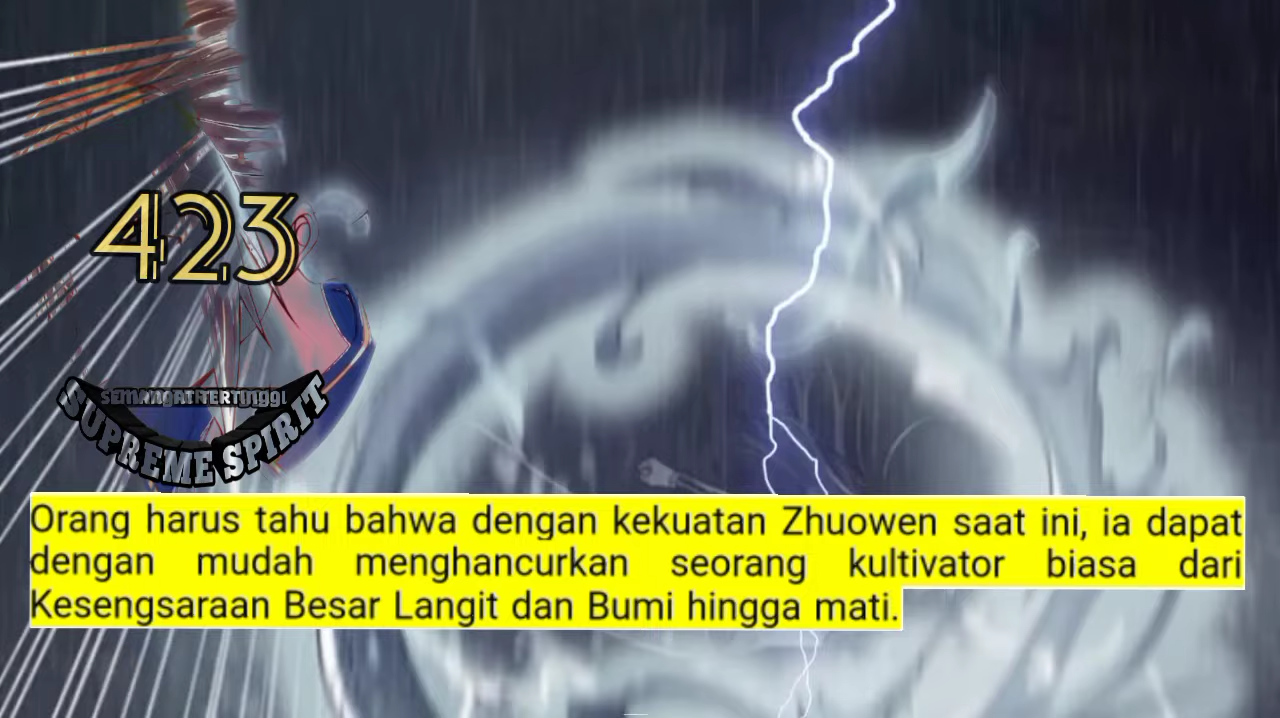 423
SUPREME SPIRIT
Orang harus tahu bahwa dengan kekuatan Zhuowen saat ini, ia dapat
dengan mudah menghancurkan seorang kultivator biasa dari
Kesengsaraan Besar Langit dan Bumi hingga mati.